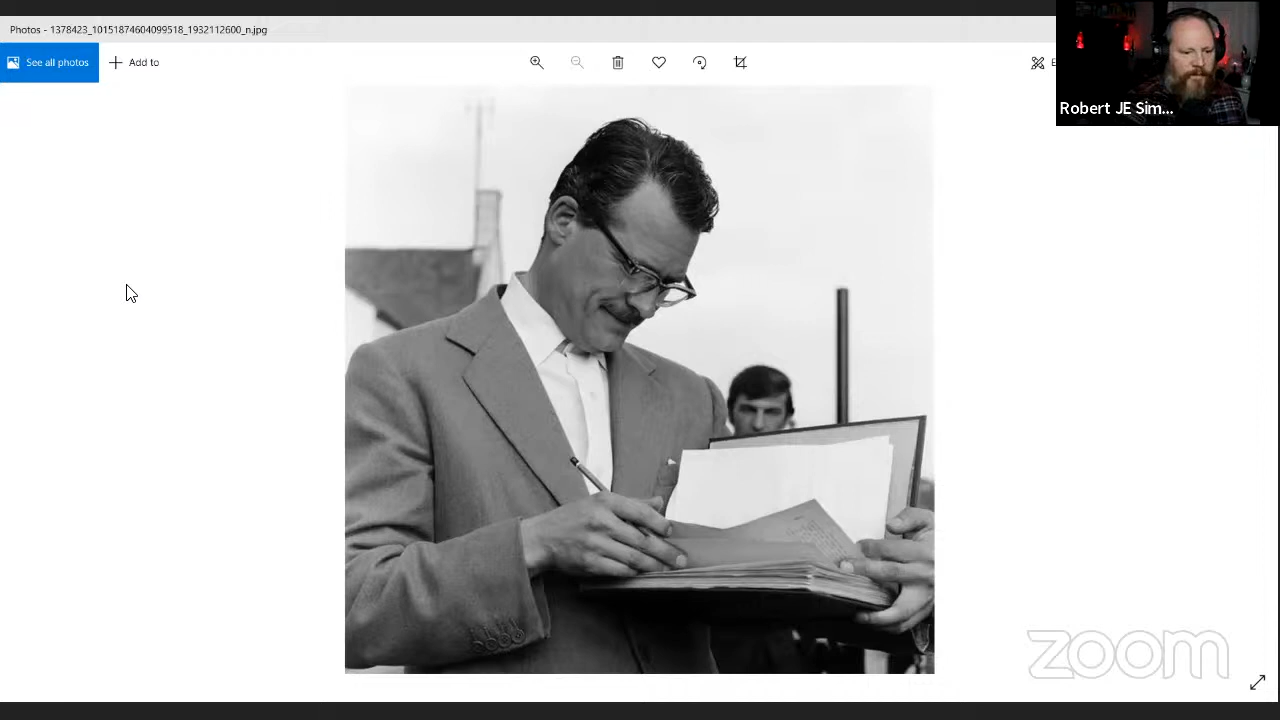 Photos - 1378423_10151874604099518_1932112600_n.jpg
See all photos
Add to
E
Robert JE Sim...
zoom